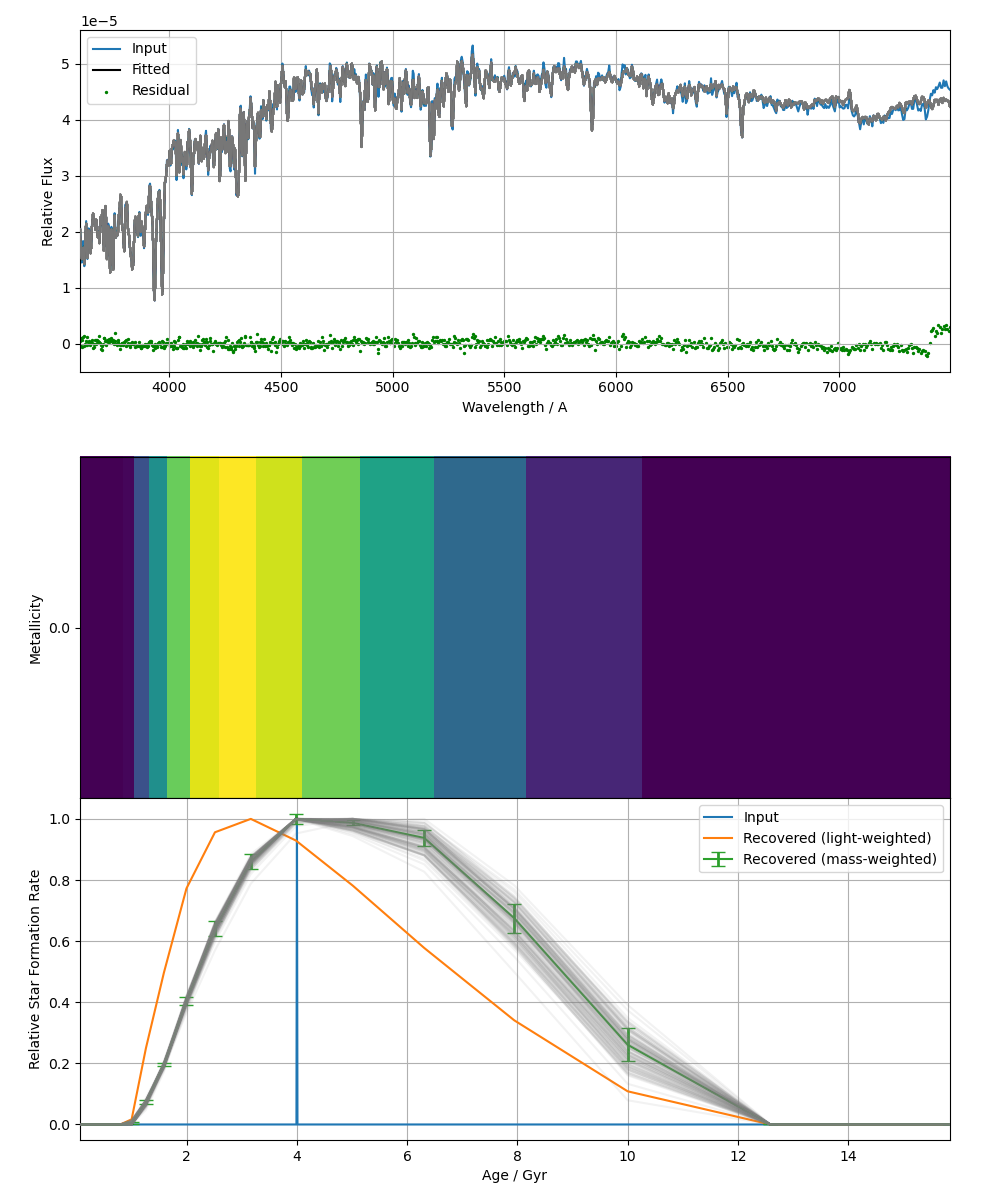 1e−5
Input
Fitted
Residual
5
4
3
2
1
0
Relative Flux
4000 4500 5000 5500 6000 6500 7000
Wavelength / A
Metallicity
0.0
Input
Recovered (light-weighted)
Recovered (mass-weighted)
1.0
0.8
0.6
0.4
0.2
0.0
Relative Star Formation Rate
2 4 6 8 10 12 14
Age / Gyr